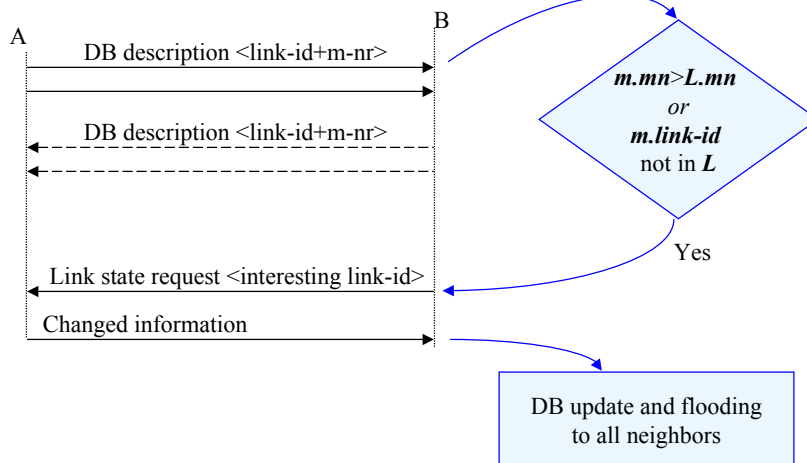 A
B
DB description <link-id+m-nr>
m.mn>L.mn
or
m.link-id
not in L
DB description <link-id+m-nr>
Yes
Link state request <interesting link-id>
Changed information
DB update and flooding
to all neighbors